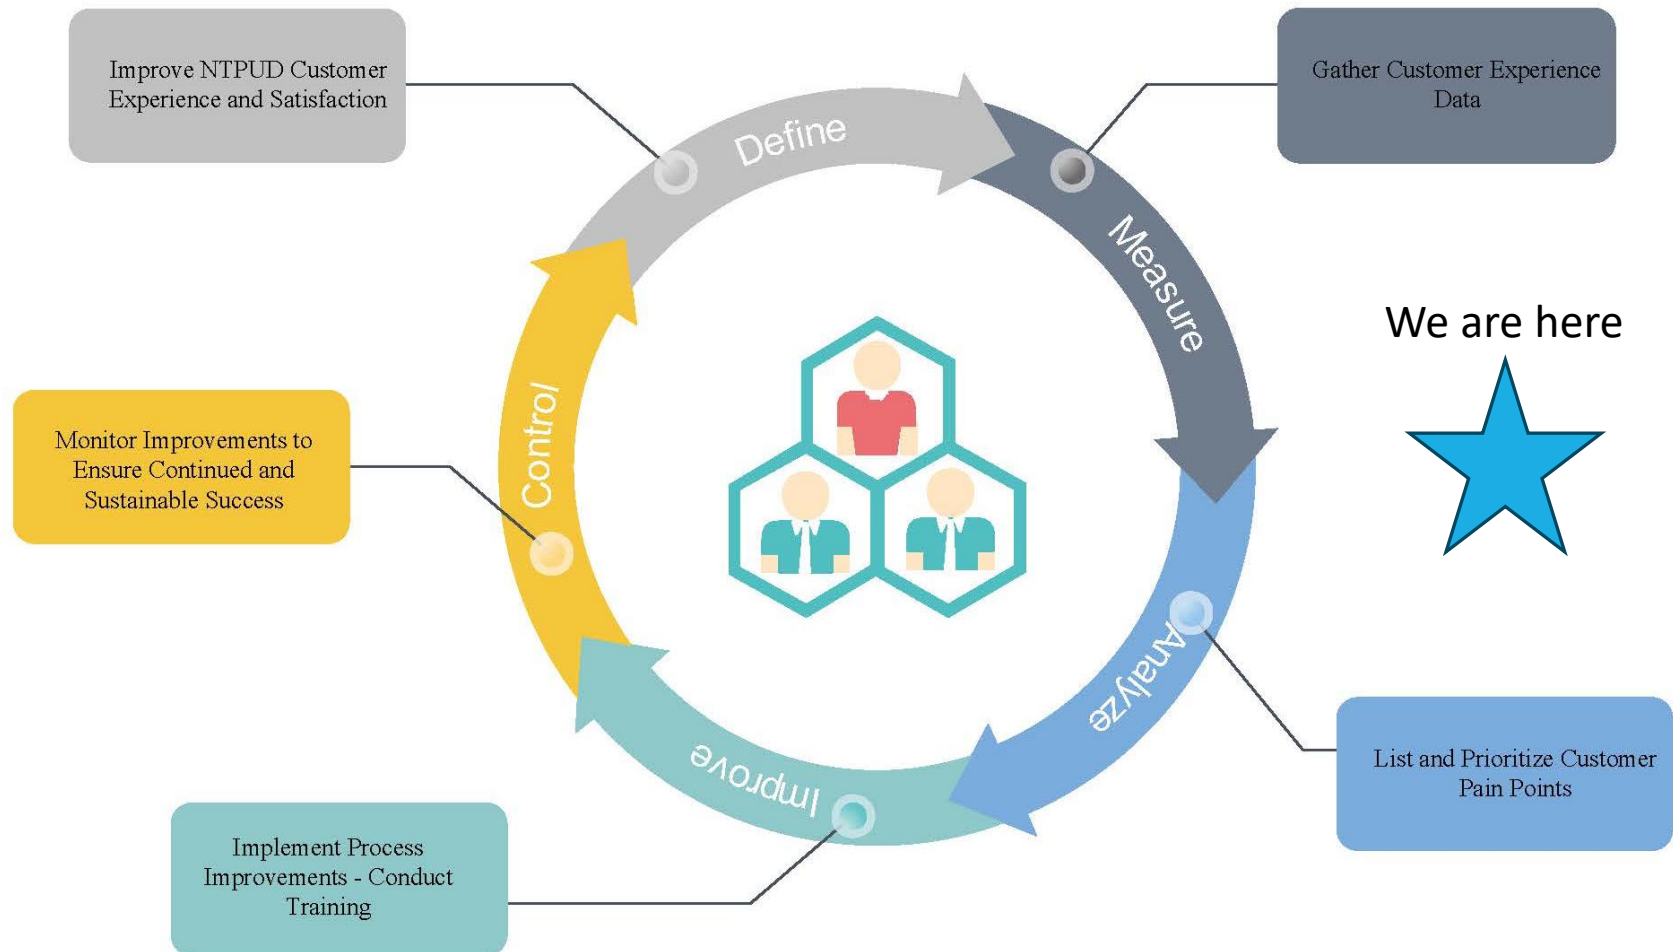 Improve NTPUD Customer
Experience and Satisfaction
Gather Customer Experience
Data
Define
Measure
We are here
Control
Monitor Improvements to
Ensure Continued and
Sustainable Success
Analyze
List and Prioritize Customer
Pain Points
Improve
Implement Process
Improvements - Conduct
Training